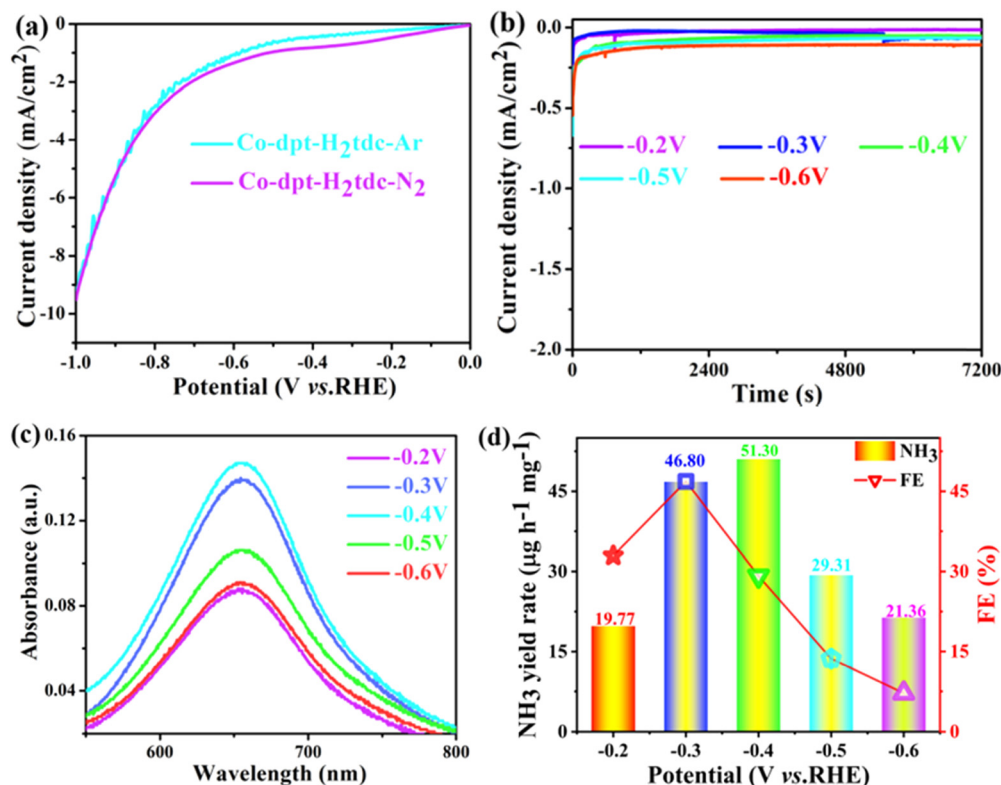 (a)
0
-2
-4
-6
-8
-10
Current density (mA/cm²)
Co-dpt-H₂tdc-Ar
Co-dpt-H₂tdc-N₂
-1.0 -0.8 -0.6 -0.4 -0.2 0.0
Potential (V vs.RHE)
(b)
0.0
-0.5
-1.0
-1.5
-2.0
Current density (mA/cm²)
-0.2V -0.3V -0.4V
-0.5V -0.6V
0 2400 4800 7200
Time (s)
(c)
0.16
0.12
0.08
0.04
Absorbance (a.u.)
-0.2V
-0.3V
-0.4V
-0.5V
-0.6V
600 700 800
Wavelength (nm)
(d)
45
30
15
0
NH3 yield rate (µg h⁻¹ mg⁻¹)
19.77
46.80
51.30
29.31
21.36
NH₃
FE
45
30
15
0
FE (%)
-0.2 -0.3 -0.4 -0.5 -0.6
Potential (V vs.RHE)